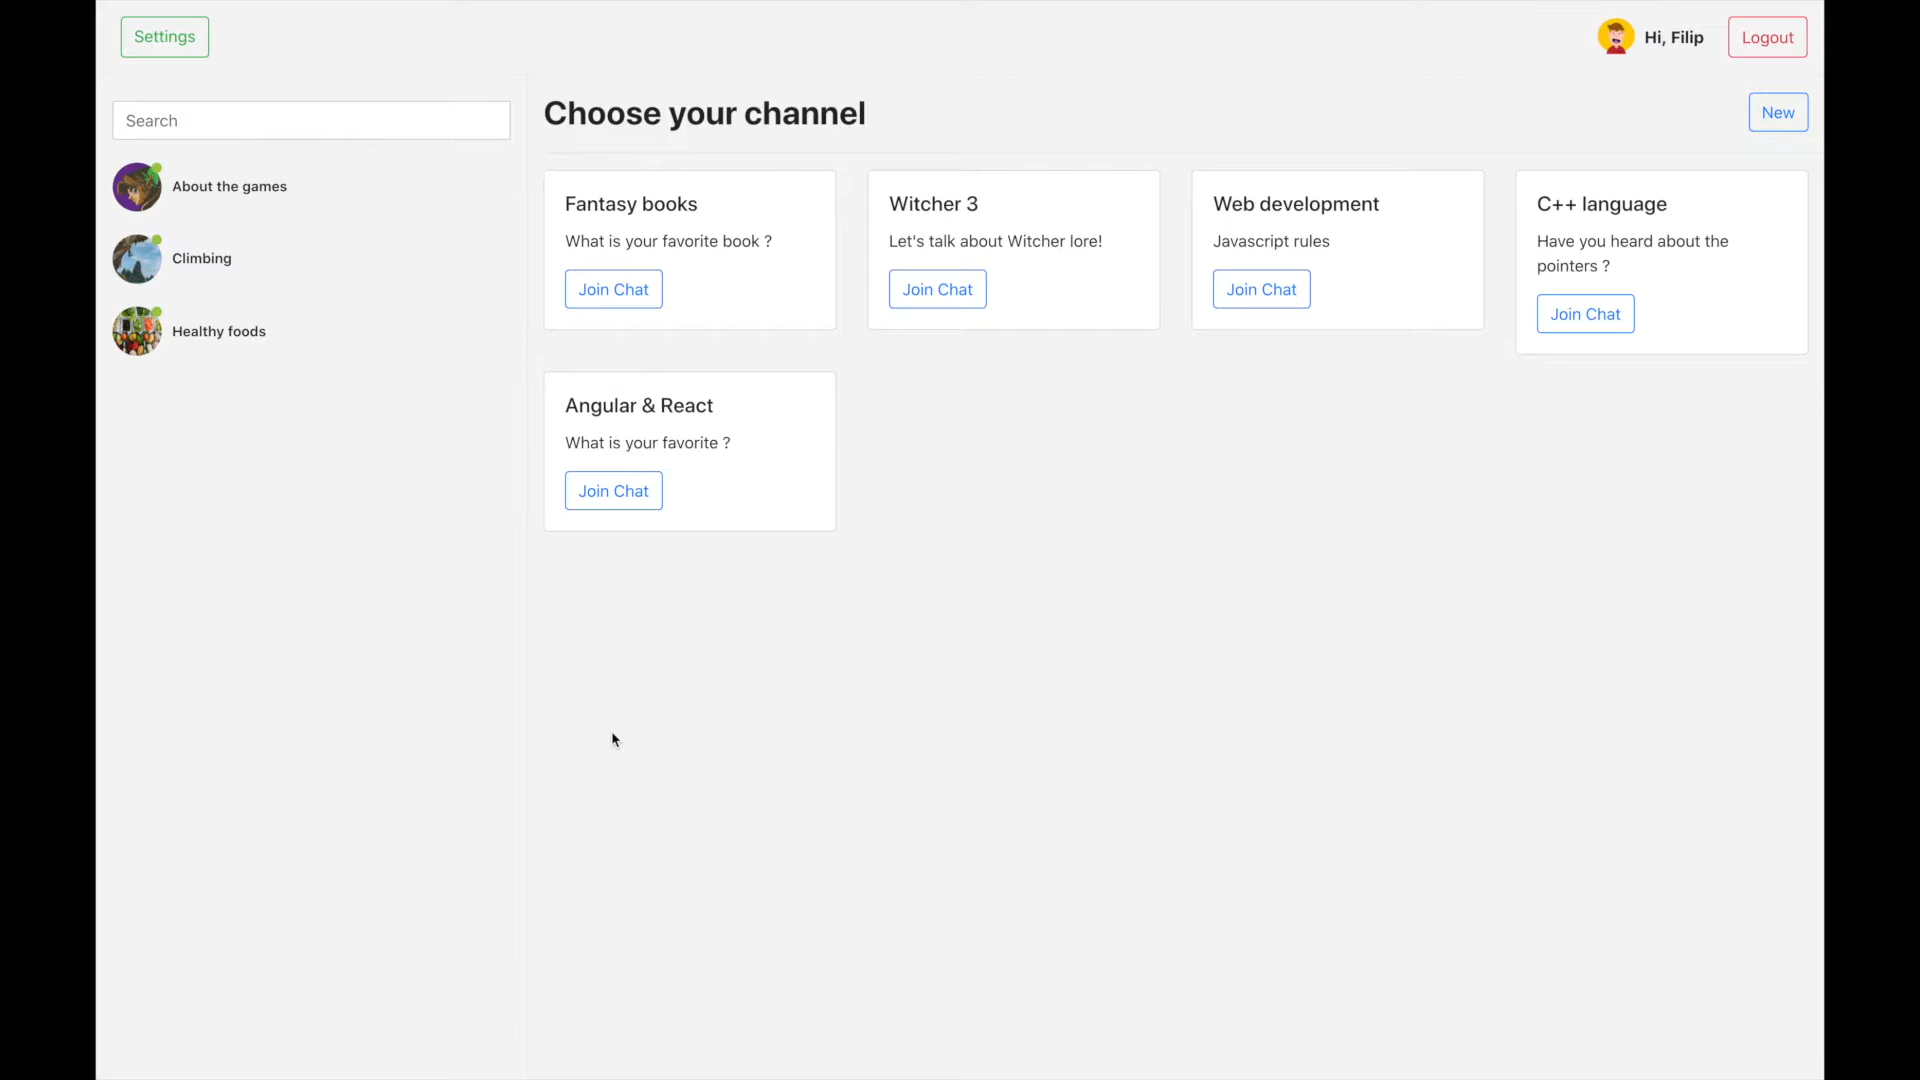 Settings
Hi, Filip
Logout
Search
About the games
Climbing
Healthy foods
Choose your channel
New
Fantasy books
What is your favorite book ?
Join Chat
Witcher 3
Let's talk about Witcher lore!
Join Chat
Web development
Javascript rules
Join Chat
C++ language
Have you heard about the
pointers ?
Join Chat
Angular & React
What is your favorite ?
Join Chat